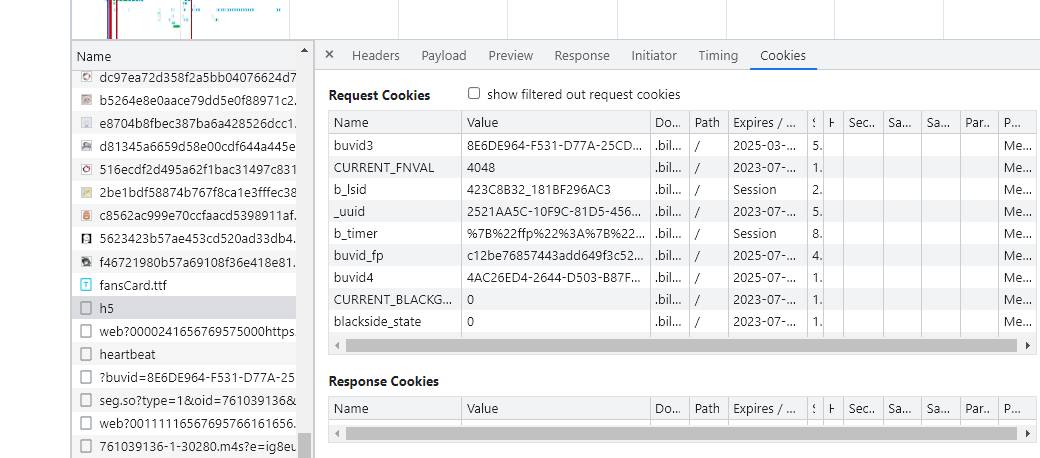 Name
dc97ea72d358f2a5bb04076624d7
b5264e8e0aace79dd5e0f88971c2.
e8704b8fbec387ba6a428526dcc1.
d81345a6659d58e00cdf644a445e
516ecdf2d495a62f1bac31497c831
2be1bdf58874b767f8ca1e3fffec38
c8562ac999e70ccfaacd5398911af.
5623423b57ae453cd520ad33db4.
f46721980b57a69108f36e418e81.
fansCard.ttf
h5
web?0000241656769575000https
heartbeat
?buvid=8E6DE964-F531-D77A-25
seg.so?type=1&oid=761039136&
web?001111165676957661616​56.
761039136-1-30280.m4s?e=ig8eu
Headers Payload Preview Response Initiator Timing Cookies
Request Cookies show filtered out request cookies
Name Value Do... Path Expires / ... S H Sec... Sa... Sa... Par... P...
buvid3 8E6DE964-F531-D77A-25CD... .bil... / 2025-03-... 5. Me...
CURRENT_FNVAL 4048 .bil... / 2023-07-... 1. Me...
b_lsid 423C8B32_181BF296AC3 .bil... / Session 2. Me...
_uuid 2521AA5C-10F9C-81D5-456... .bil... / 2023-07-... 5. Me...
b_timer %7B%22ffp%22%3A%7B%22... .bil... / Session 8. Me...
buvid_fp c12be76857443add649f3c52... .bil... / 2025-07-... 4. Me...
buvid4 4AC26ED4-2644-D503-B87F... .bil... / 2025-07-... 1. Me...
CURRENT_BLACKG... 0 .bil... / 2023-07-... 1. Me...
blackside_state 0 .bil... / 2023-07-... 1. Me...
Response Cookies
Name Value Do... Path Expires / ... S H Sec... Sa... Sa... Par... P...